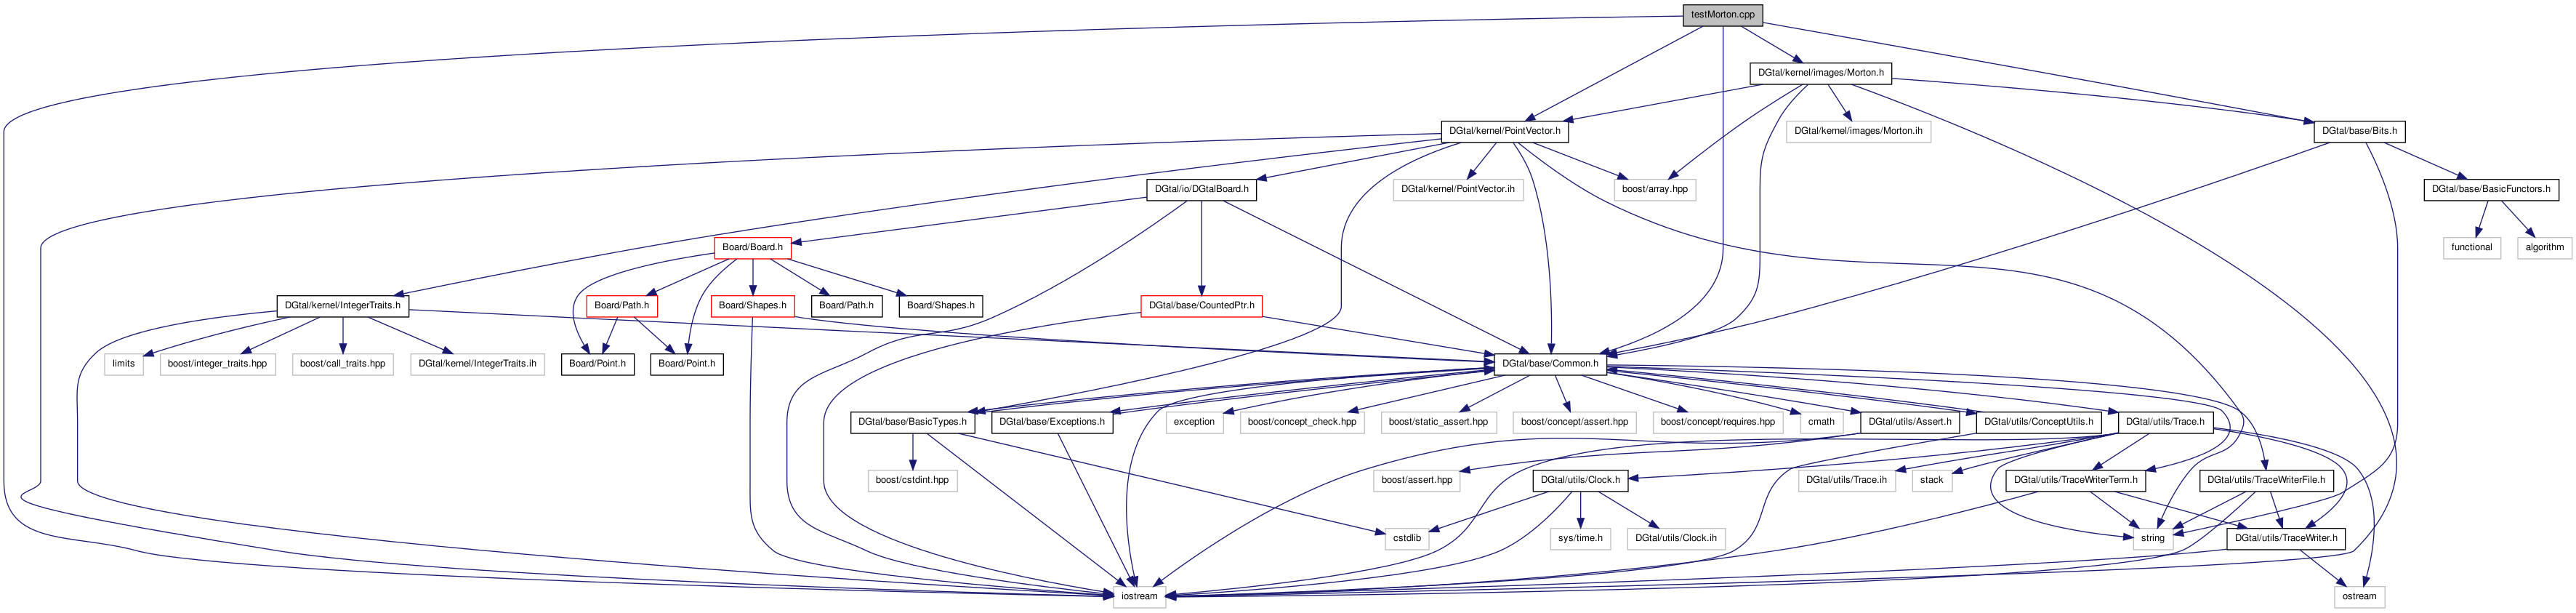 testMorton.cpp
DGtal/kernel/images/Morton.h
DGtal/kernel/PointVector.h
DGtal/kernel/images/Morton.ih
DGtal/base/Bits.h
DGtal/io/DGtalBoard.h
DGtal/kernel/PointVector.ih
boost/array.hpp
DGtal/base/BasicFunctors.h
Board/Board.h
functional
algorithm
DGtal/kernel/IntegerTraits.h
Board/Path.h
Board/Shapes.h
Board/Path.h
Board/Shapes.h
DGtal/base/CountedPtr.h
limits
boost/integer_traits.hpp
boost/call_traits.hpp
DGtal/kernel/IntegerTraits.ih
Board/Point.h
Board/Point.h
DGtal/base/Common.h
DGtal/base/BasicTypes.h
DGtal/base/Exceptions.h
exception
boost/concept_check.hpp
boost/static_assert.hpp
boost/concept/assert.hpp
boost/concept/requires.hpp
cmath
DGtal/utils/Assert.h
DGtal/utils/ConceptUtils.h
DGtal/utils/Trace.h
boost/cstdint.hpp
boost/assert.hpp
DGtal/utils/Clock.h
DGtal/utils/Trace.ih
stack
DGtal/utils/TraceWriterTerm.h
DGtal/utils/TraceWriterFile.h
cstdlib
sys/time.h
DGtal/utils/Clock.ih
string
DGtal/utils/TraceWriter.h
iostream
ostream